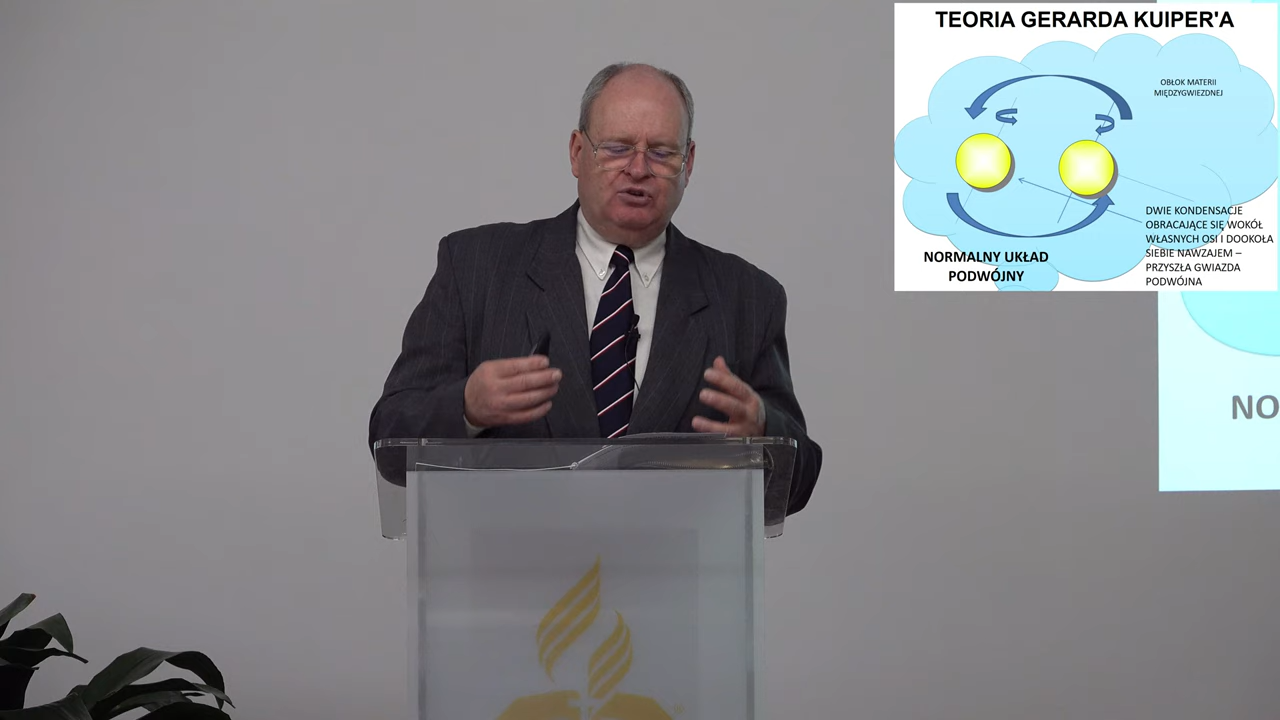 TEORIA GERARDA KUIPER'A
OBŁOK MATERII
MIĘDZYGWIEZDNEJ
DWIE KONDENSACJE
OBRACAJĄCE SIĘ WOKÓŁ
WŁASNYCH OSI I DOOKOŁA
SIEBIE NAWZAJEM –
PRZYSZŁA GWIAZDA
PODWÓJNA
NORMALNY UKŁAD
PODWÓJNY
NO